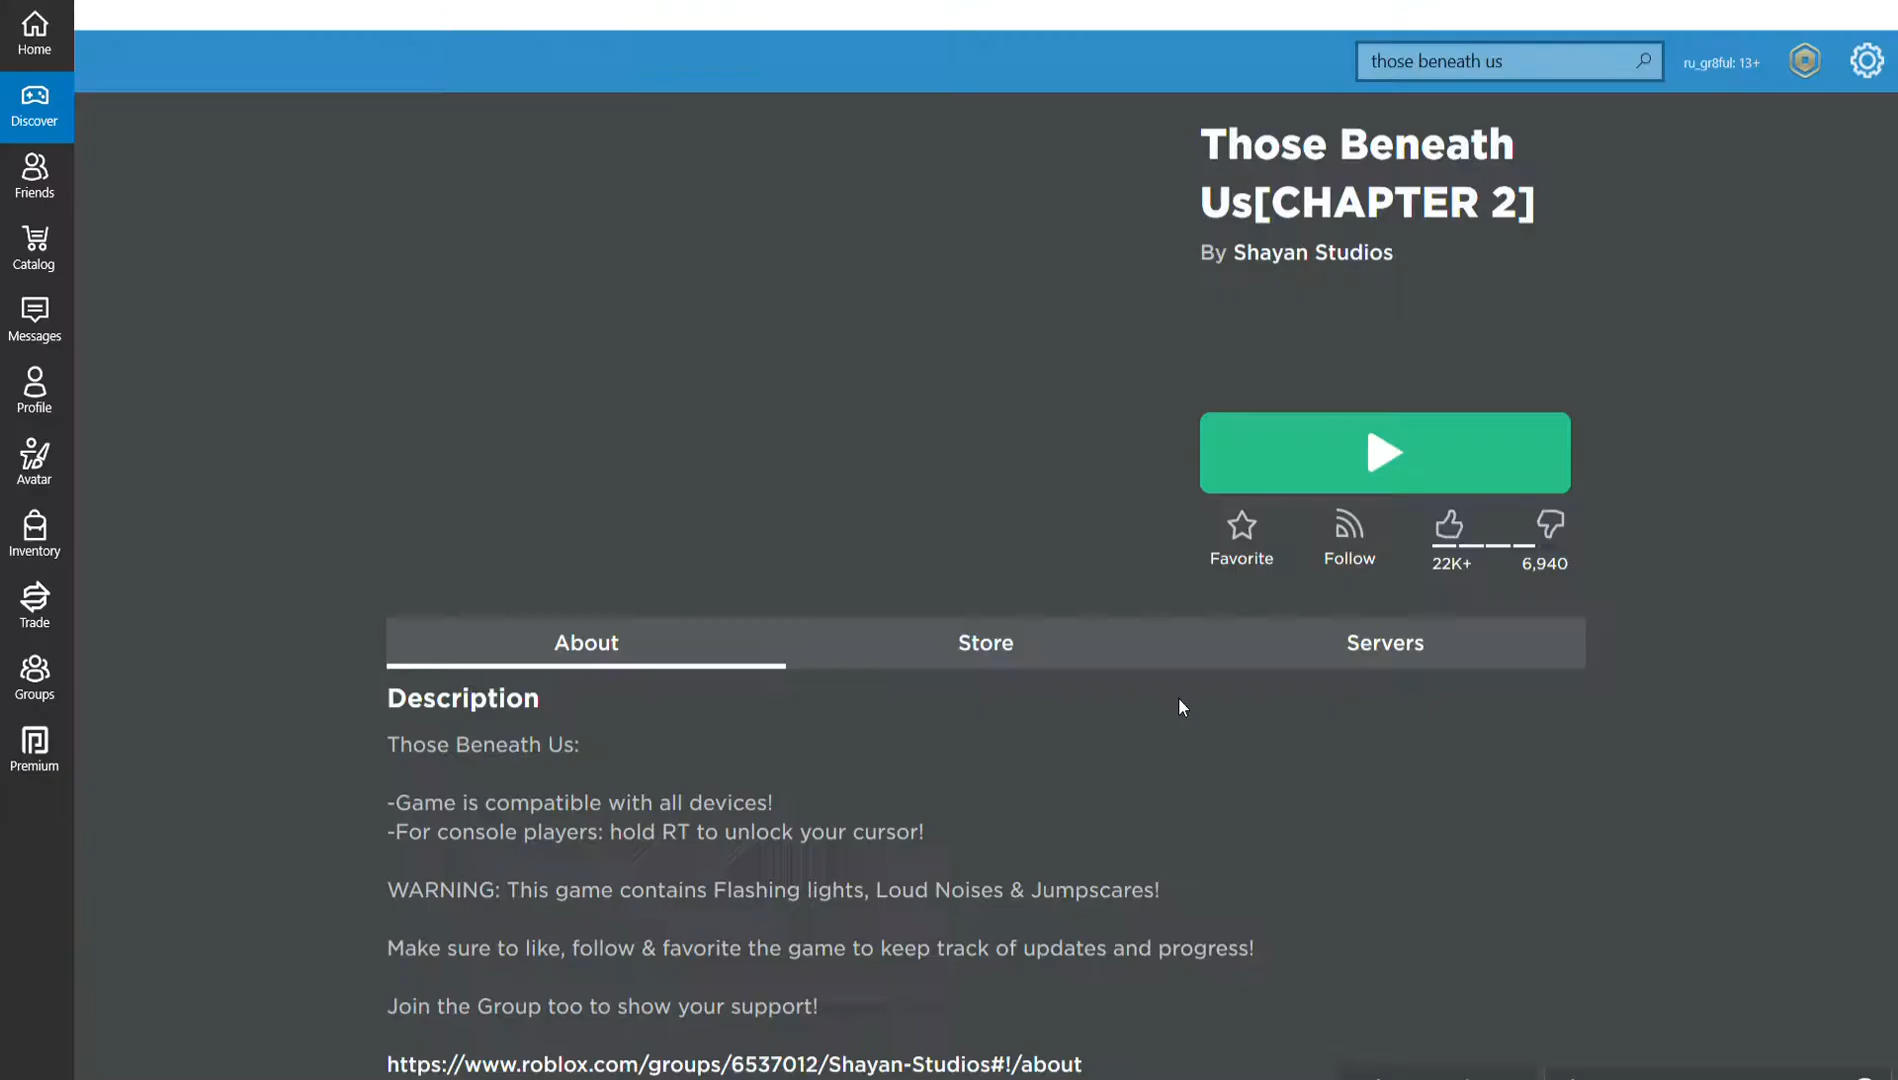 Home
Discover
Friends
Catalog
Messages
Profile
Avatar
Inventory
Trade
Groups
Premium
those beneath us
ru_gr8ful: 13+
Those Beneath
Us[CHAPTER 2]
By Shayan Studios
Favorite
Follow
22K+
6,940
About
Store
Servers
Description
Those Beneath Us:
-Game is compatible with all devices!
-For console players: hold RT to unlock your cursor!
WARNING: This game contains Flashing lights, Loud Noises & Jumpscares!
Make sure to like, follow & favorite the game to keep track of updates and progress!
Join the Group too to show your support!
https://www.roblox.com/groups/6537012/Shayan-Studios#!/about